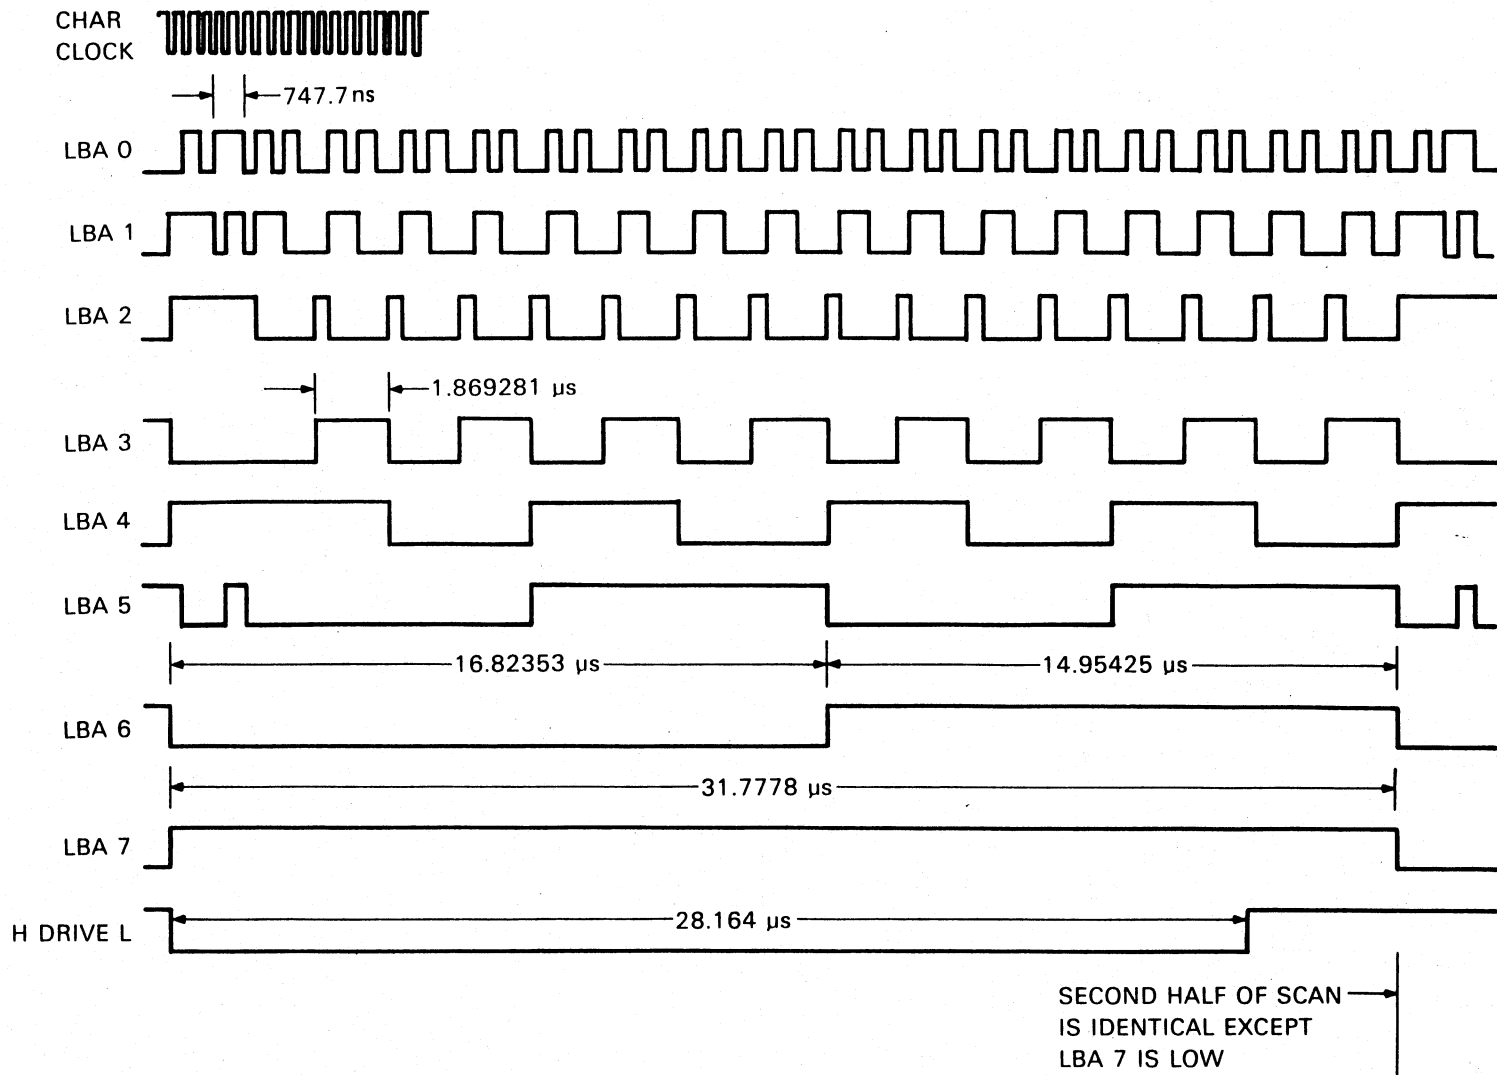 CHAR
CLOCK
747.7 ns
LBA 0
LBA 1
LBA 2
1.869281 µs
LBA 3
LBA 4
LBA 5
16.82353 µs
14.95425 µs
LBA 6
31.7778 µs
LBA 7
28.164 µs
H DRIVE L
SECOND HALF OF SCAN
IS IDENTICAL EXCEPT
LBA 7 IS LOW